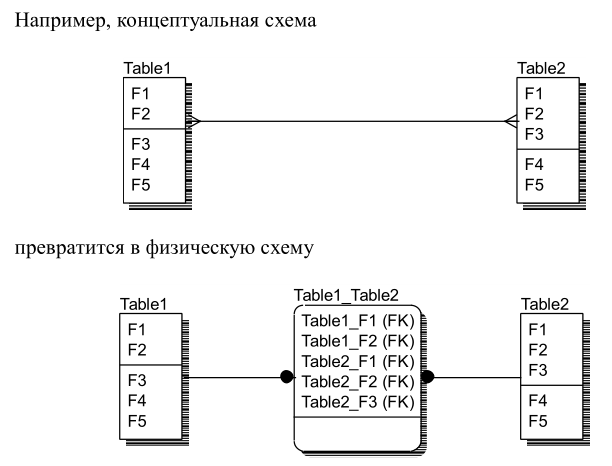 Например, концептуальная схема
Table1
F1
F2
F3
F4
F5
Table2
F1
F2
F3
F4
F5
превратится в физическую схему
Table1
F1
F2
F3
F4
F5
Table1_Table2
Table1_F1 (FK)
Table1_F2 (FK)
Table2_F1 (FK)
Table2_F2 (FK)
Table2_F3 (FK)
Table2
F1
F2
F3
F4
F5